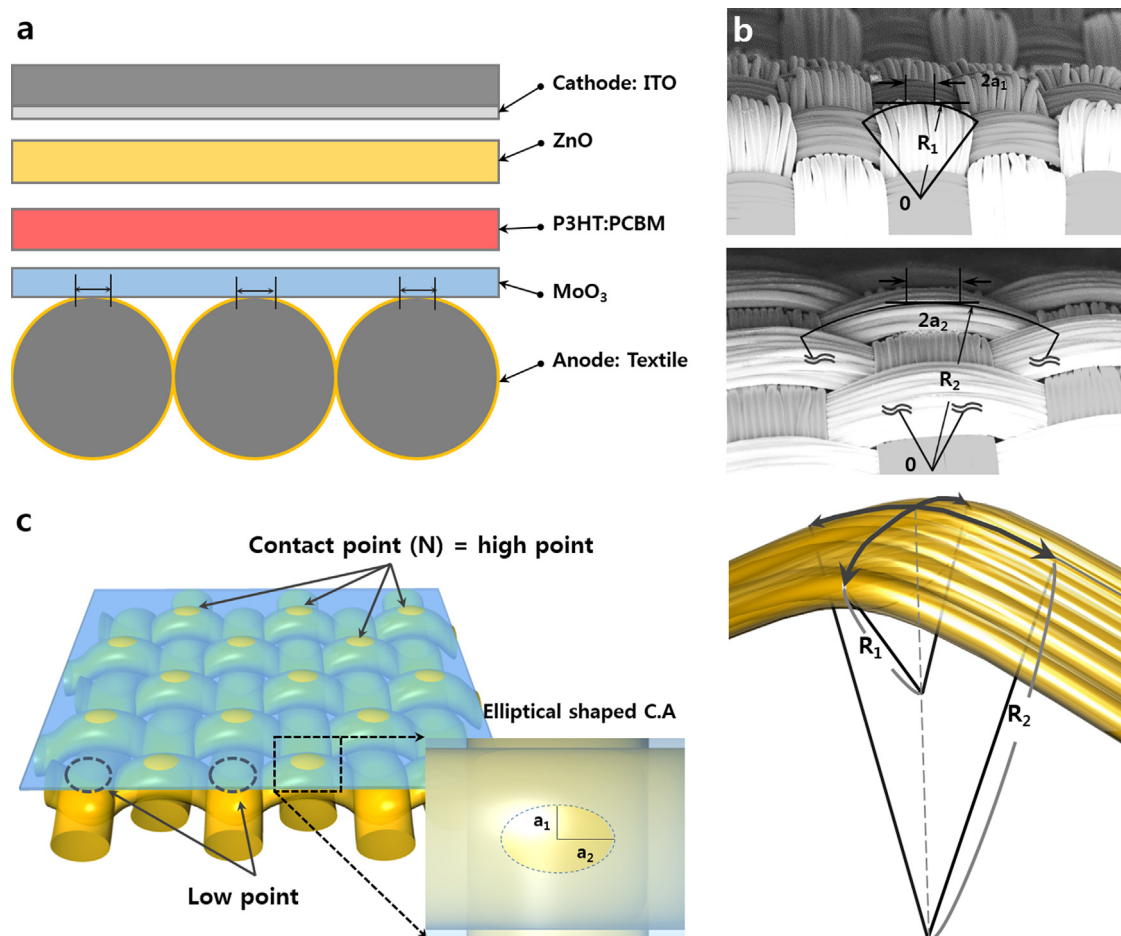 a
Cathode: ITO
ZnO
P3HT:PCBM
MoO₃
Anode: Textile
b
2a₁
R₁
0
2a₂
R₂
0
R₁
R₂
c
Contact point (N) = high point
Elliptical shaped C.A
a₁
a₂
Low point